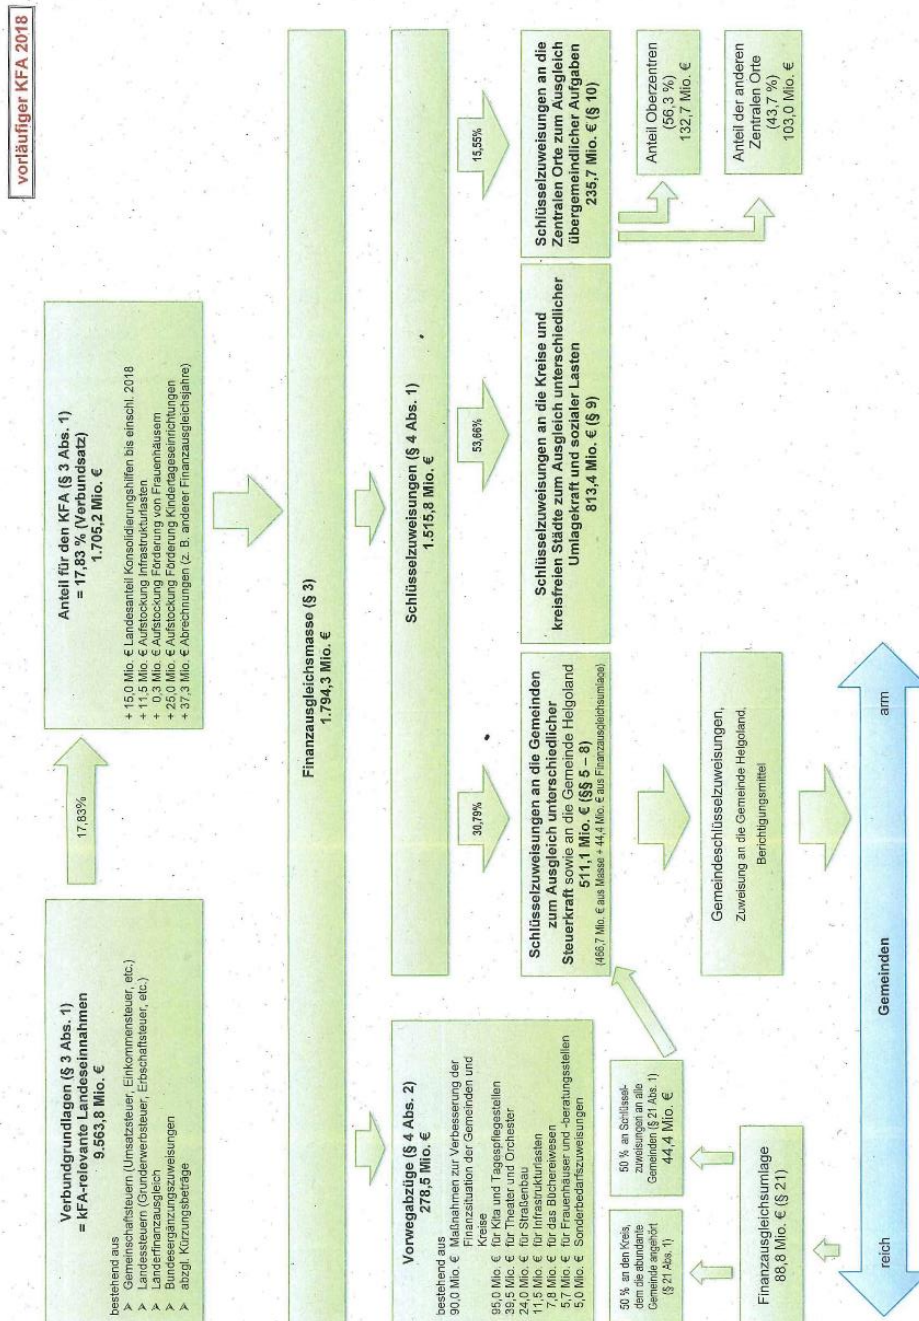 vorläufiger KFA 2018
Verbundgrundlagen (§ 3 Abs. 1)
= kFA-relevante Landeseinnahmen
9.563,8 Mio. €
bestehend aus
➢ Gemeinschaftsteuern (Umsatzsteuer, Einkommensteuer, etc.)
➢ Landessteuern (Grunderwerbsteuer, Erbschaftsteuer, etc.)
➢ Länderfinanzausgleich
➢ Bundesergänzungszuweisungen
➢ abzgl. Kürzungsbeträge
17,83%
Anteil für den KFA (§ 3 Abs. 1)
= 17,83 % (Verbundsatz)
1.705,2 Mio. €
+ 15,0 Mio. € Landesanteil Konsolidierungshilfen bis einschl. 2018
+ 11,5 Mio. € Aufstockung Infrastrukturlasten
+ 0,3 Mio. € Aufstockung Förderung von Frauenhäusern
+ 25,0 Mio. € Aufstockung Förderung Kindertageseinrichtungen
+ 37,3 Mio. € Abrechnungen (z. B. anderer Finanzausgleichsjahre)
Finanzausgleichsmasse (§ 3)
1.794,3 Mio. €
Vorwegabzüge (§ 4 Abs. 2)
278,5 Mio. €
bestehend aus
90,0 Mio. € Maßnahmen zur Verbesserung der
Finanzsituation der Gemeinden und
Kreise
95,0 Mio. € für Kita und Tagespflegestellen
39,5 Mio. € für Theater und Orchester
24,0 Mio. € für Straßenbau
11,5 Mio. € für Infrastrukturlasten
7,8 Mio. € für das Büchereiwesen
5,7 Mio. € für Frauenhäuser und -beratungsstellen
5,0 Mio. € Sonderbedarfszuweisungen
Schlüsselzuweisungen (§ 4 Abs. 1)
1.515,8 Mio. €
30,79%
53,66%
15,55%
Schlüsselzuweisungen an die Gemeinden
zum Ausgleich unterschiedlicher
Steuerkraft sowie an die Gemeinde Helgoland
511,1 Mio. € (§§ 5 – 8)
(466,7 Mio. € aus Masse + 44,4 Mio. € aus Finanzausgleichsumlage)
Schlüsselzuweisungen an die Kreise und
kreisfreien Städte zum Ausgleich unterschiedlicher
Umlagekraft und sozialer Lasten
813,4 Mio. € (§ 9)
Schlüsselzuweisungen an die
Zentralen Orte zum Ausgleich
übergemeindlicher Aufgaben
235,7 Mio. € (§ 10)
Anteil Oberzentren
(56,3 %)
132,7 Mio. €
Anteil der anderen
Zentralen Orte
(43,7 %)
103,0 Mio. €
50 % an den Kreis,
dem die abundante
Gemeinde angehört
(§ 21 Abs. 1)
50 % an Schlüssel-
zuweisungen an alle
Gemeinden (§ 21 Abs. 1)
44,4 Mio. €
Gemeindeschlüsselzuweisungen,
Zuweisung an die Gemeinde Helgoland,
Berichtigungsmittel
Finanzausgleichsumlage
88,8 Mio. € (§ 21)
reich
Gemeinden
arm